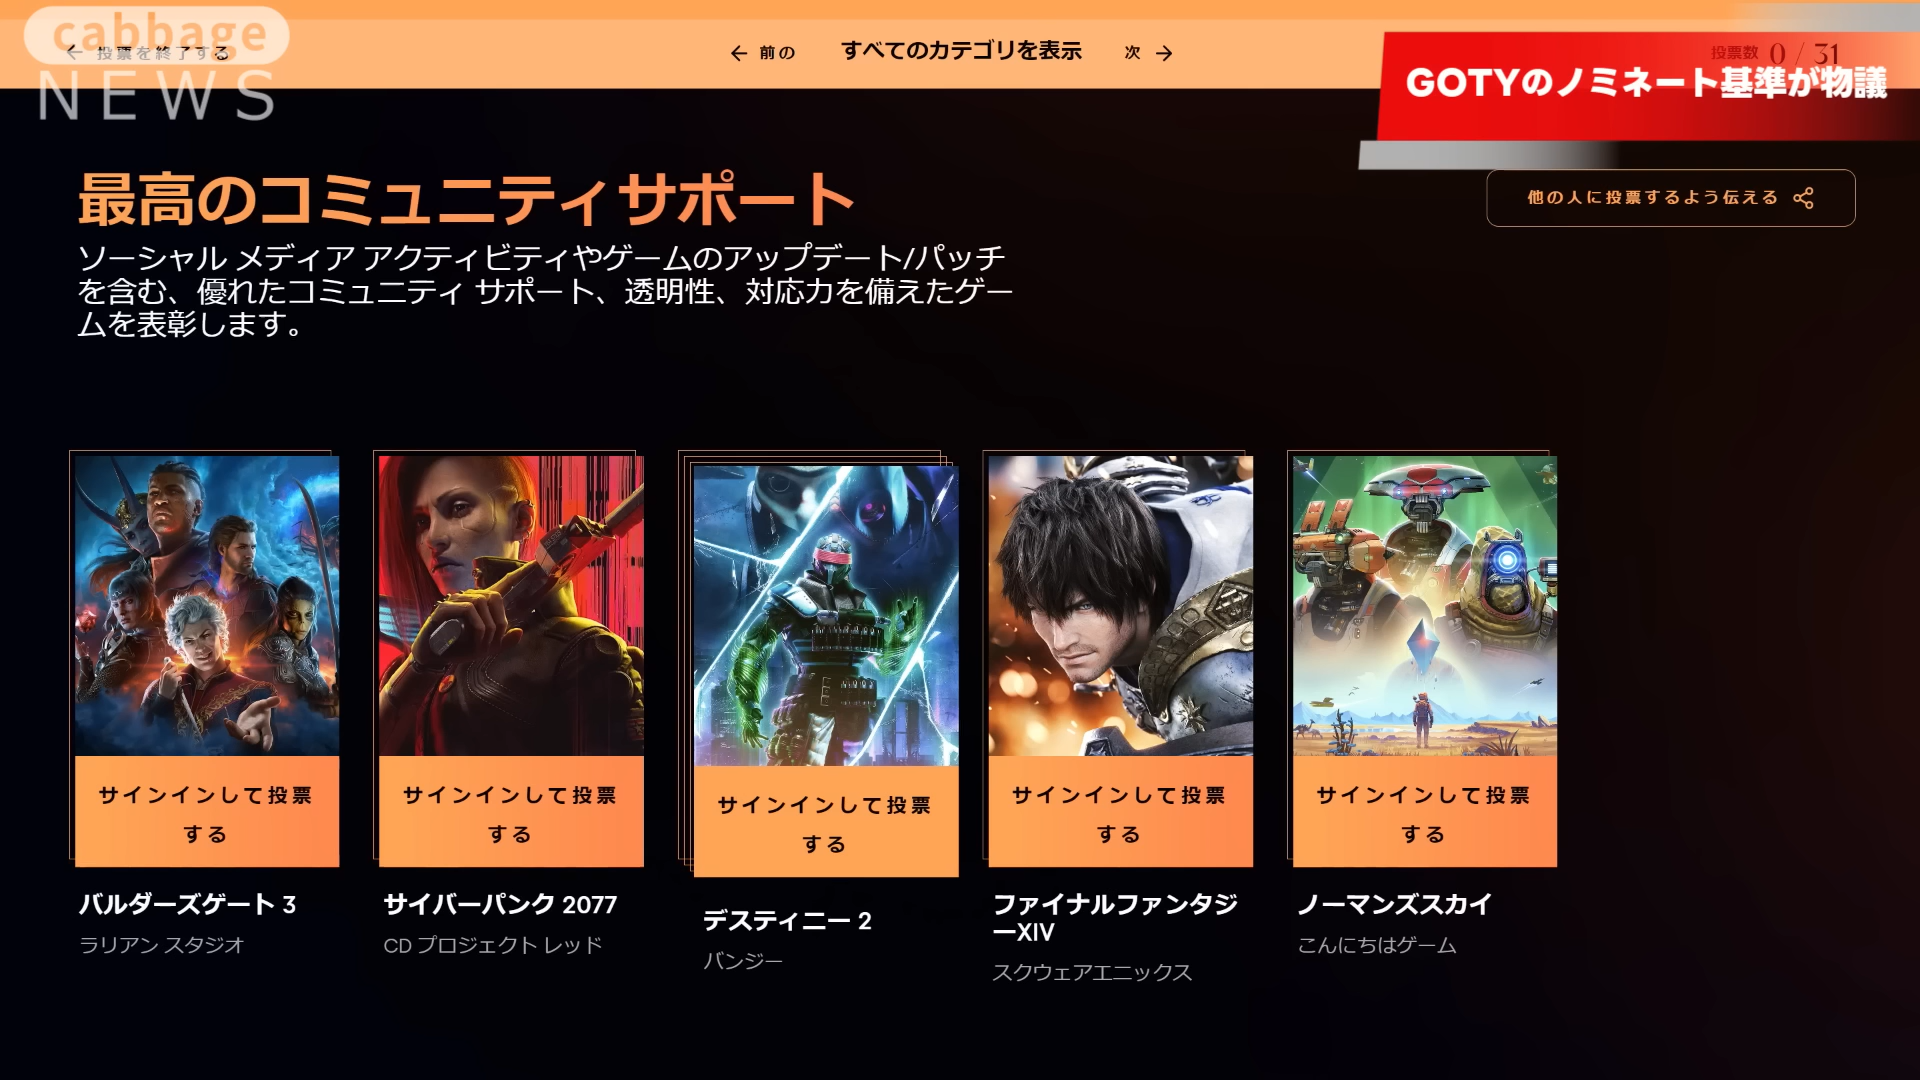 cabbage
NEWS
投票を終了する
前の
すべてのカテゴリを表示
次
投票数 0 / 31
GOTYのノミネート基準が物議
最高のコミュニティサポート
他の人に投票するよう伝える
ソーシャル メディア アクティビティやゲームのアップデート/パッチ
を含む、優れたコミュニティ サポート、透明性、対応力を備えたゲー
ムを表彰します。
サインインして投票
する
サインインして投票
する
サインインして投票
する
サインインして投票
する
サインインして投票
する
バルダーズゲート 3
ラリアン スタジオ
サイバーパンク 2077
CD プロジェクト レッド
デスティニー 2
バンジー
ファイナルファンタジ
ーXIV
スクウェアエニックス
ノーマンズスカイ
こんにちはゲーム